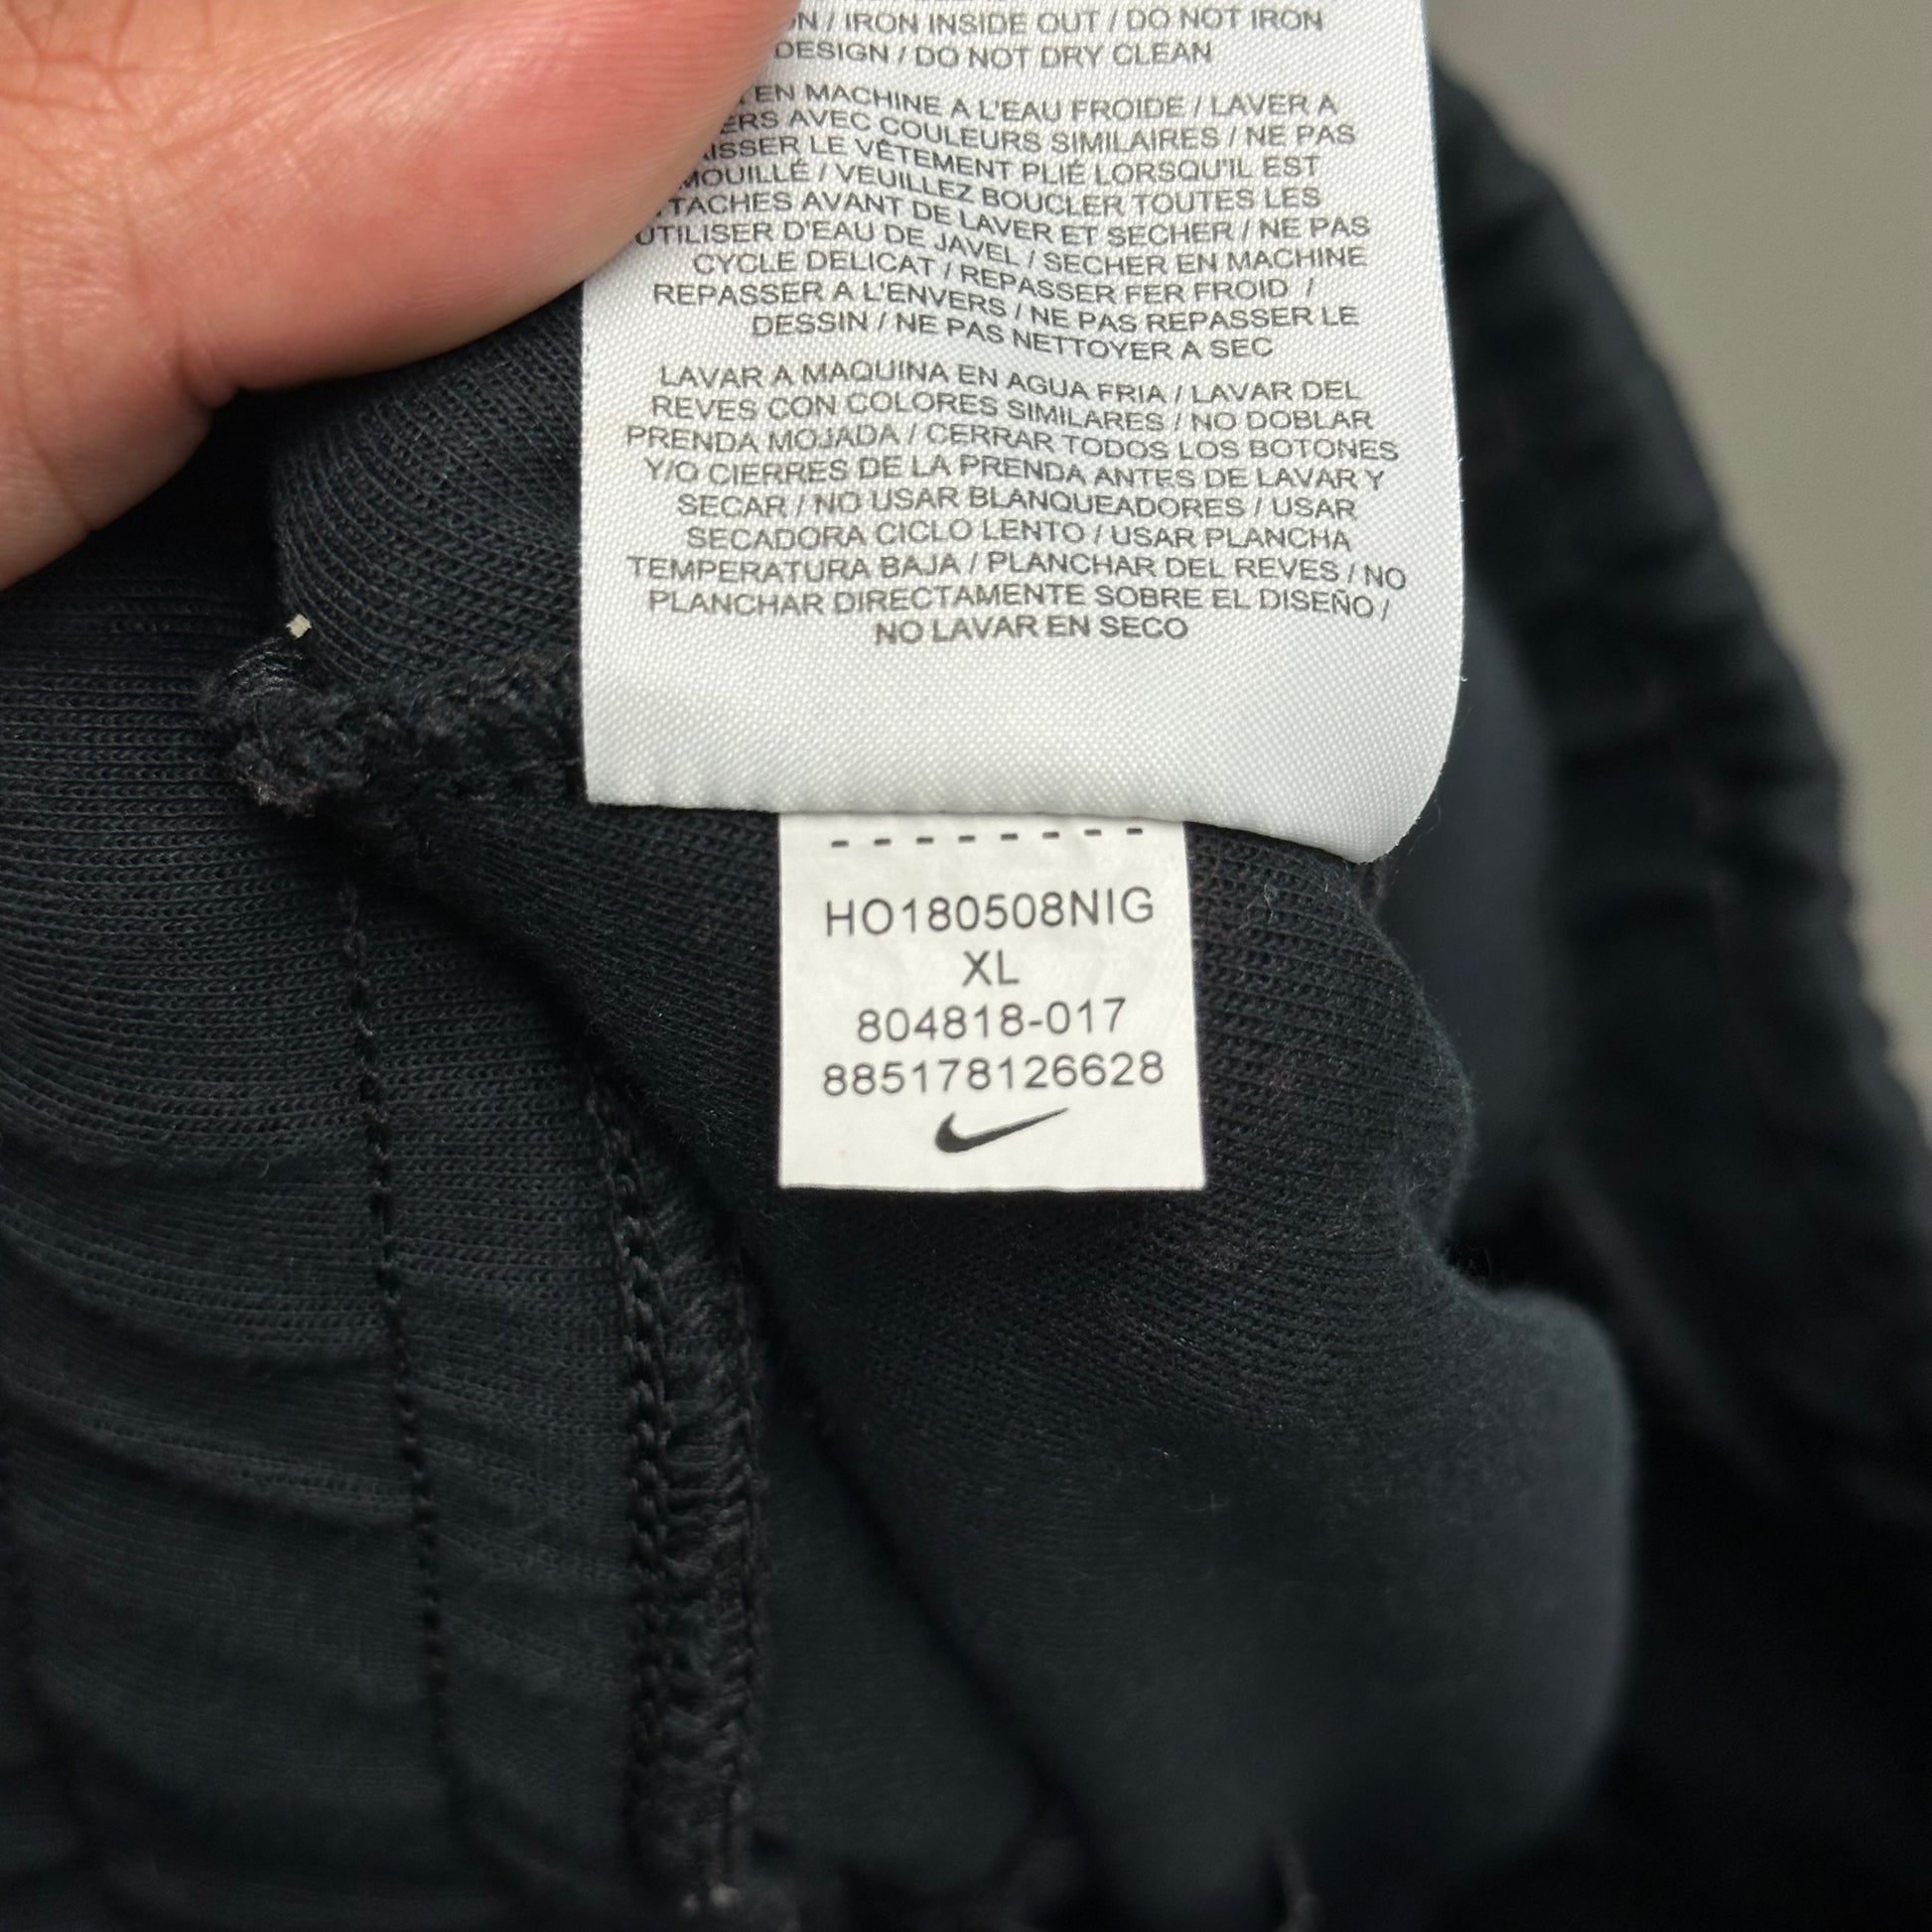 / IRON INSIDE OUT / DO NOT IRON
DESIGN / DO NOT DRY CLEAN
EN MACHINE A L'EAU FROIDE / LAVER A
AVEC COULEURS SIMILAIRES / NE PAS
LE VÊTEMENT PLIÉ LORSQU'IL EST
MOUILLÉ / VEUILLEZ BOUCLER TOUTES LES
AVANT DE LAVER ET SECHER / NE PAS
UTILISER D'EAU DE JAVEL / SECHER EN MACHINE
CYCLE DELICAT / REPASSER FER FROID /
REPASSER A L'ENVERS / NE PAS REPASSER LE
DESSIN / NE PAS NETTOYER A SEC
LAVAR A MAQUINA EN AGUA FRIA / LAVAR DEL
REVES CON COLORES SIMILARES / NO DOBLAR
PRENDA MOJADA / CERRAR TODOS LOS BOTONES
Y/O CIERRES DE LA PRENDA ANTES DE LAVAR Y
SECAR / NO USAR BLANQUEADORES / USAR
SECADORA CICLO LENTO / USAR PLANCHA
TEMPERATURA BAJA / PLANCHAR DEL REVES / NO
PLANCHAR DIRECTAMENTE SOBRE EL DISEÑO /
NO LAVAR EN SECO
HO180508NIG
XL
804818-017
885178126628